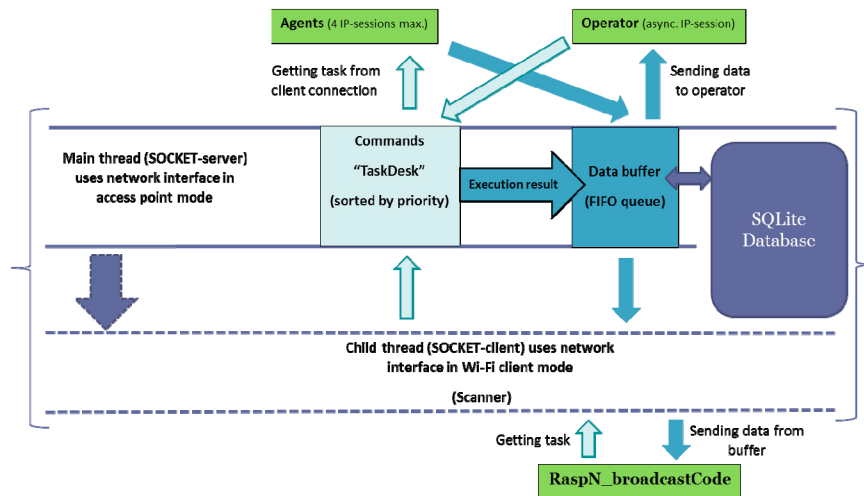 Agents (4 IP-sessions max.)
Operator (async. IP-session)
Getting task from
client connection
Sending data
to operator
Main thread (SOCKET-server)
uses network interface in
access point mode
Commands
“TaskDesk”
(sorted by priority)
Execution result
Data buffer
(FIFO queue)
SQLite
Database
Child thread (SOCKET-client) uses network
interface in Wi-Fi client mode
(Scanner)
Getting task
Sending data from
buffer
RaspN_broadcastCode